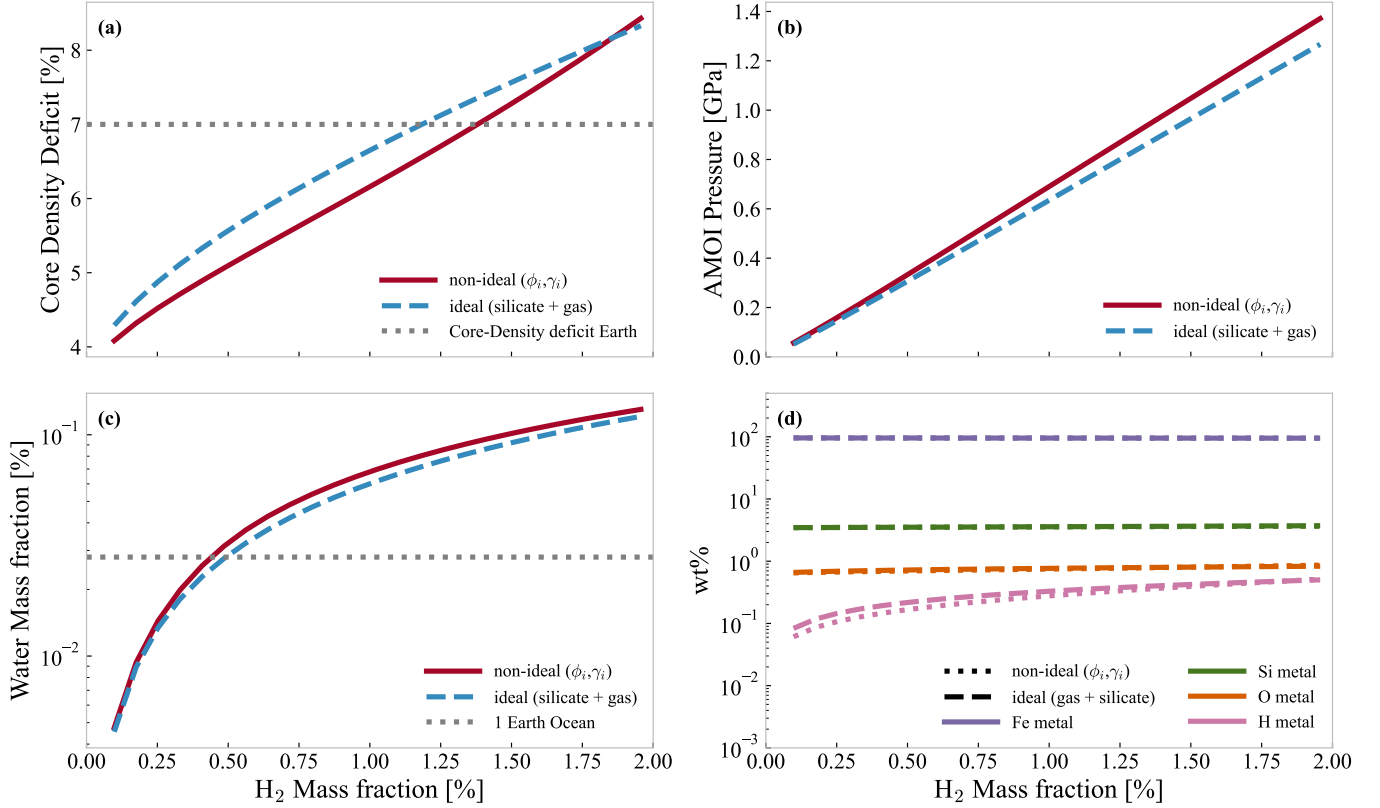 (a)
Core Density Deficit [%]
8
7
6
5
4
non-ideal (ϕᵢ,γᵢ)
ideal (silicate + gas)
Core-Density deficit Earth
(b)
AMOI Pressure [GPa]
1.4
1.2
1.0
0.8
0.6
0.4
0.2
0.0
non-ideal (ϕᵢ,γᵢ)
ideal (silicate + gas)
(c)
Water Mass fraction [%]
10⁻¹
10⁻²
non-ideal (ϕᵢ,γᵢ)
ideal (silicate + gas)
1 Earth Ocean
0.00 0.25 0.50 0.75 1.00 1.25 1.50 1.75 2.00
H₂ Mass fraction [%]
(d)
wt%
10²
10¹
10⁰
10⁻¹
10⁻²
10⁻³
non-ideal (ϕᵢ,γᵢ)
ideal (gas + silicate)
Fe metal
Si metal
O metal
H metal
0.00 0.25 0.50 0.75 1.00 1.25 1.50 1.75 2.00
H₂ Mass fraction [%]